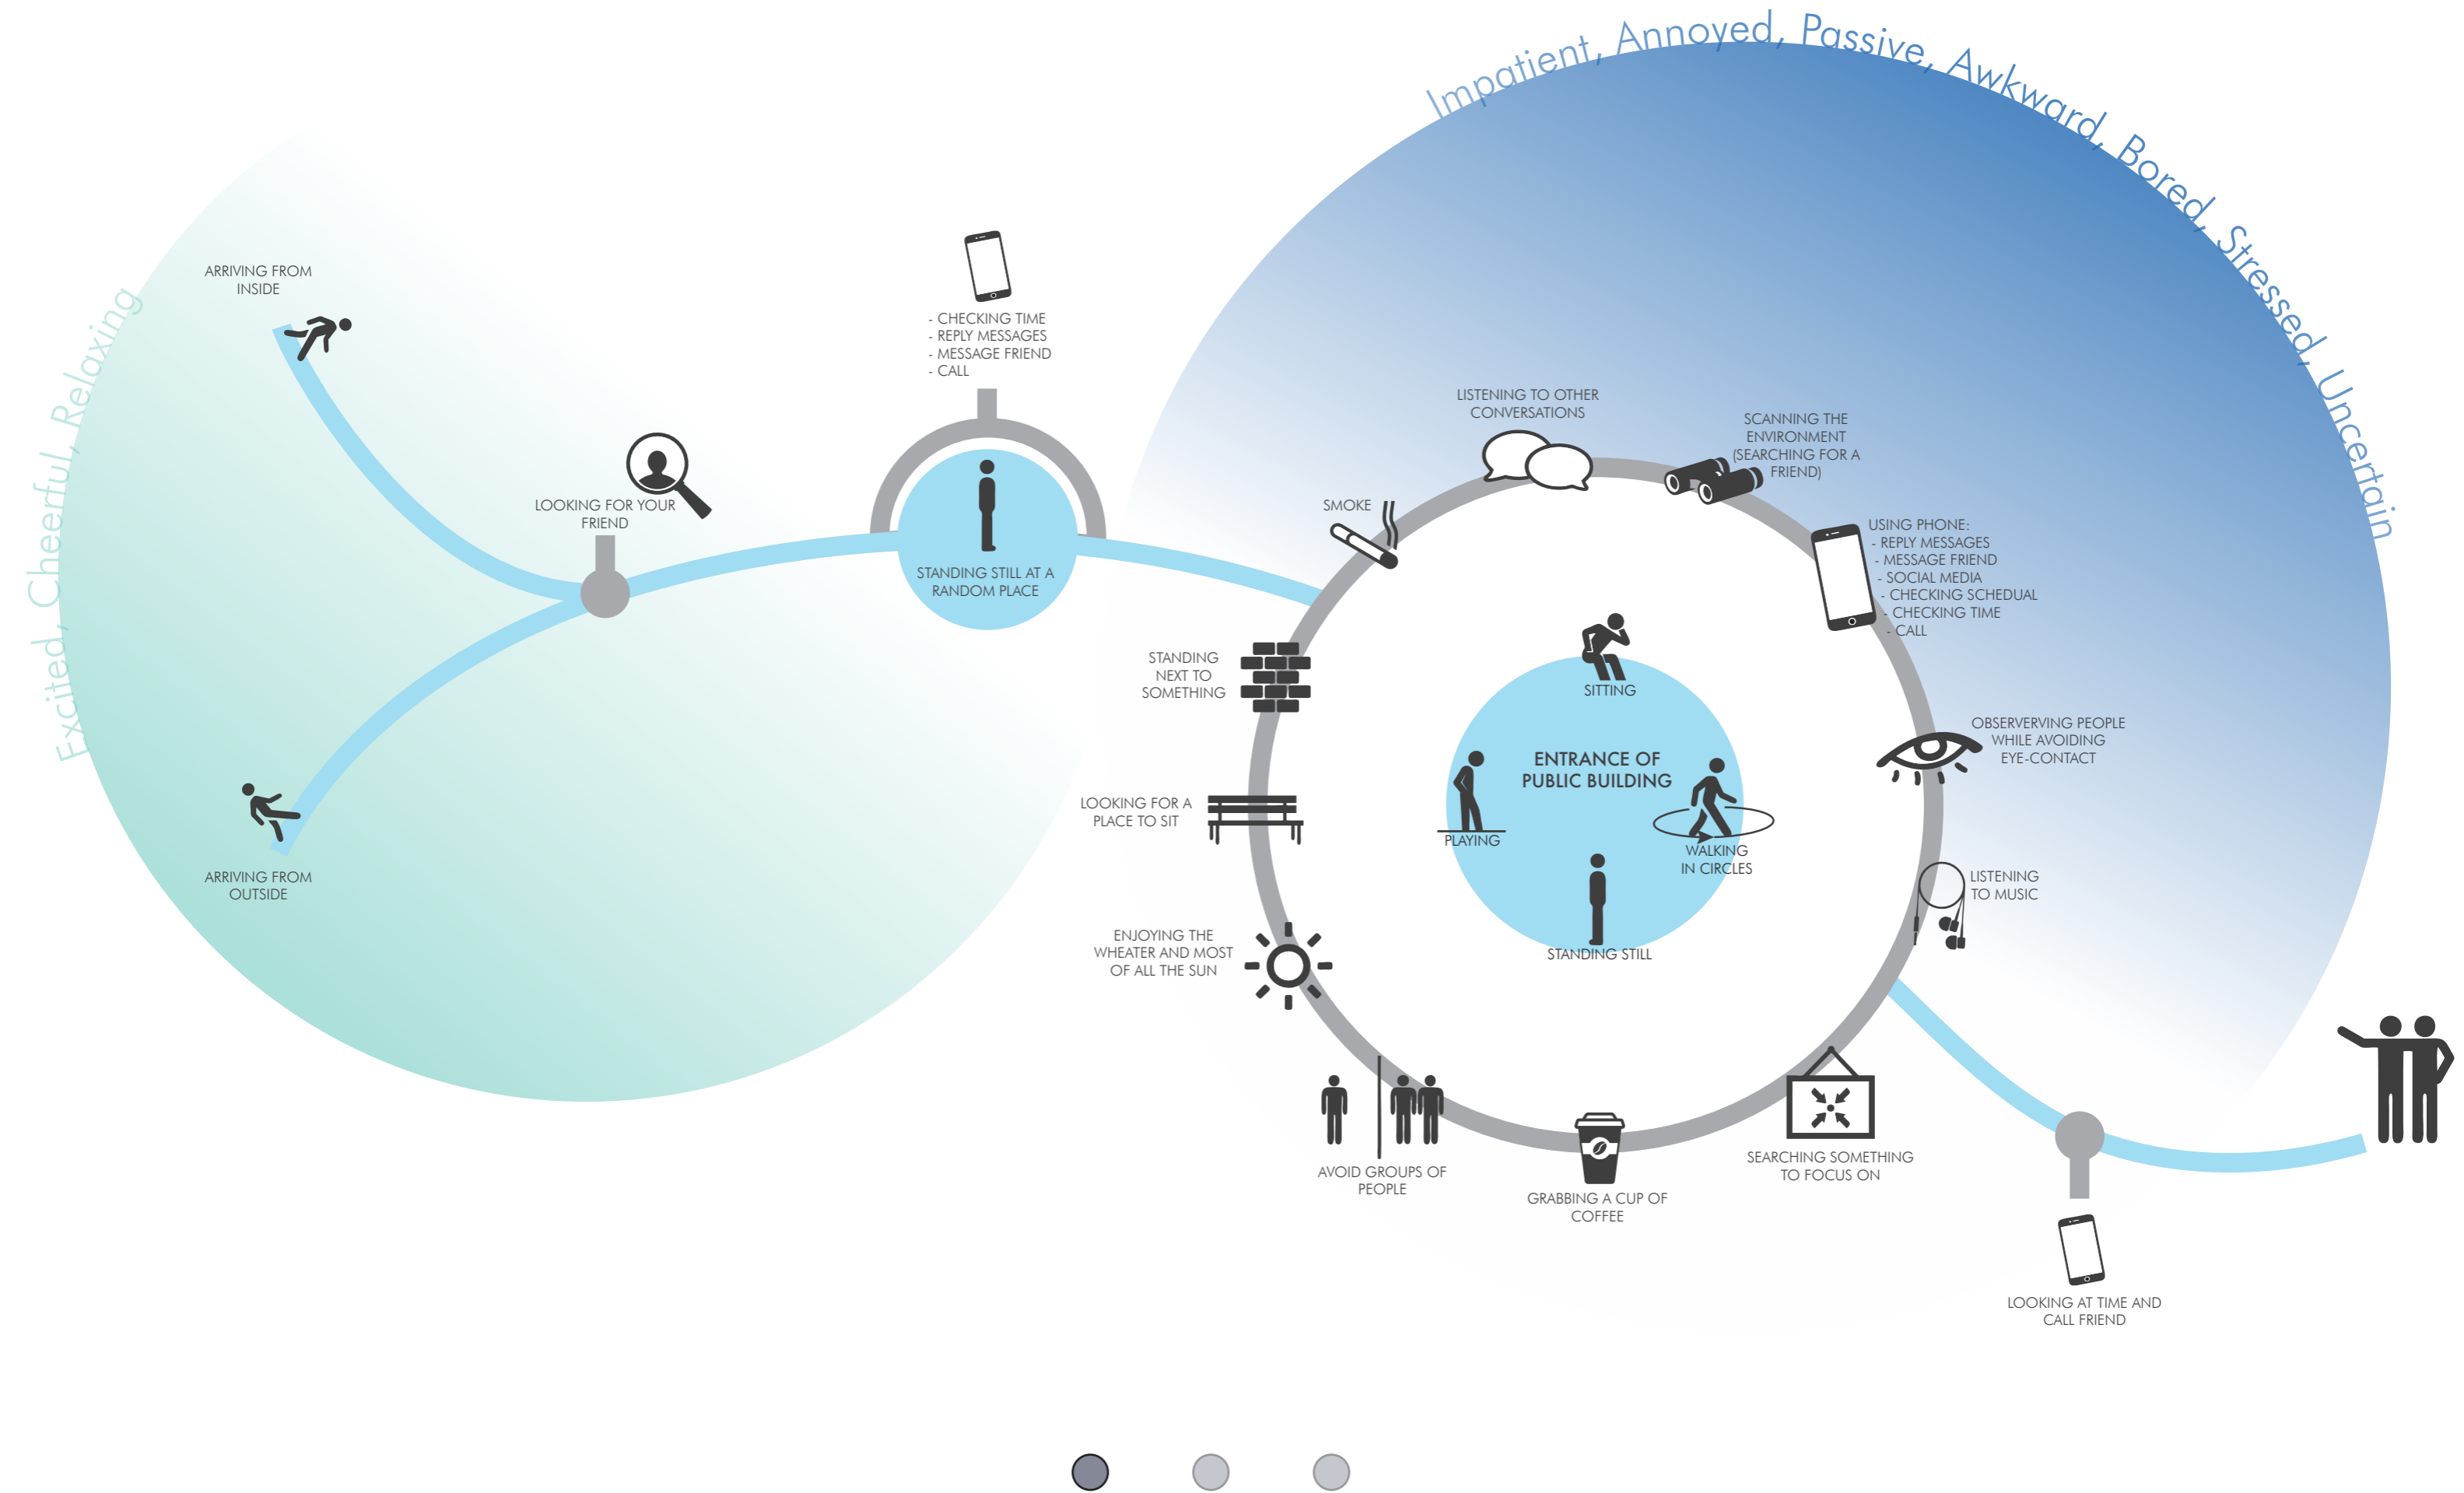 Excited, Cheerful, Relaxing
Impatient, Annoyed, Passive, Awkward, Bored, Stressed, Uncertain
ARRIVING FROM
INSIDE
ARRIVING FROM
OUTSIDE
LOOKING FOR YOUR
FRIEND
- CHECKING TIME
- REPLY MESSAGES
- MESSAGE FRIEND
- CALL
STANDING STILL AT A
RANDOM PLACE
LISTENING TO OTHER
CONVERSATIONS
SCANNING THE
ENVIRONMENT
(SEARCHING FOR A
FRIEND)
SMOKE
USING PHONE:
- REPLY MESSAGES
- MESSAGE FRIEND
- SOCIAL MEDIA
- CHECKING SCHEDUAL
- CHECKING TIME
- CALL
STANDING
NEXT TO
SOMETHING
SITTING
ENTRANCE OF
PUBLIC BUILDING
PLAYING
WALKING
IN CIRCLES
STANDING STILL
OBSERVERVING PEOPLE
WHILE AVOIDING
EYE-CONTACT
LOOKING FOR A
PLACE TO SIT
LISTENING
TO MUSIC
ENJOYING THE
WHEATER AND MOST
OF ALL THE SUN
AVOID GROUPS OF
PEOPLE
GRABBING A CUP OF
COFFEE
SEARCHING SOMETHING
TO FOCUS ON
LOOKING AT TIME AND
CALL FRIEND